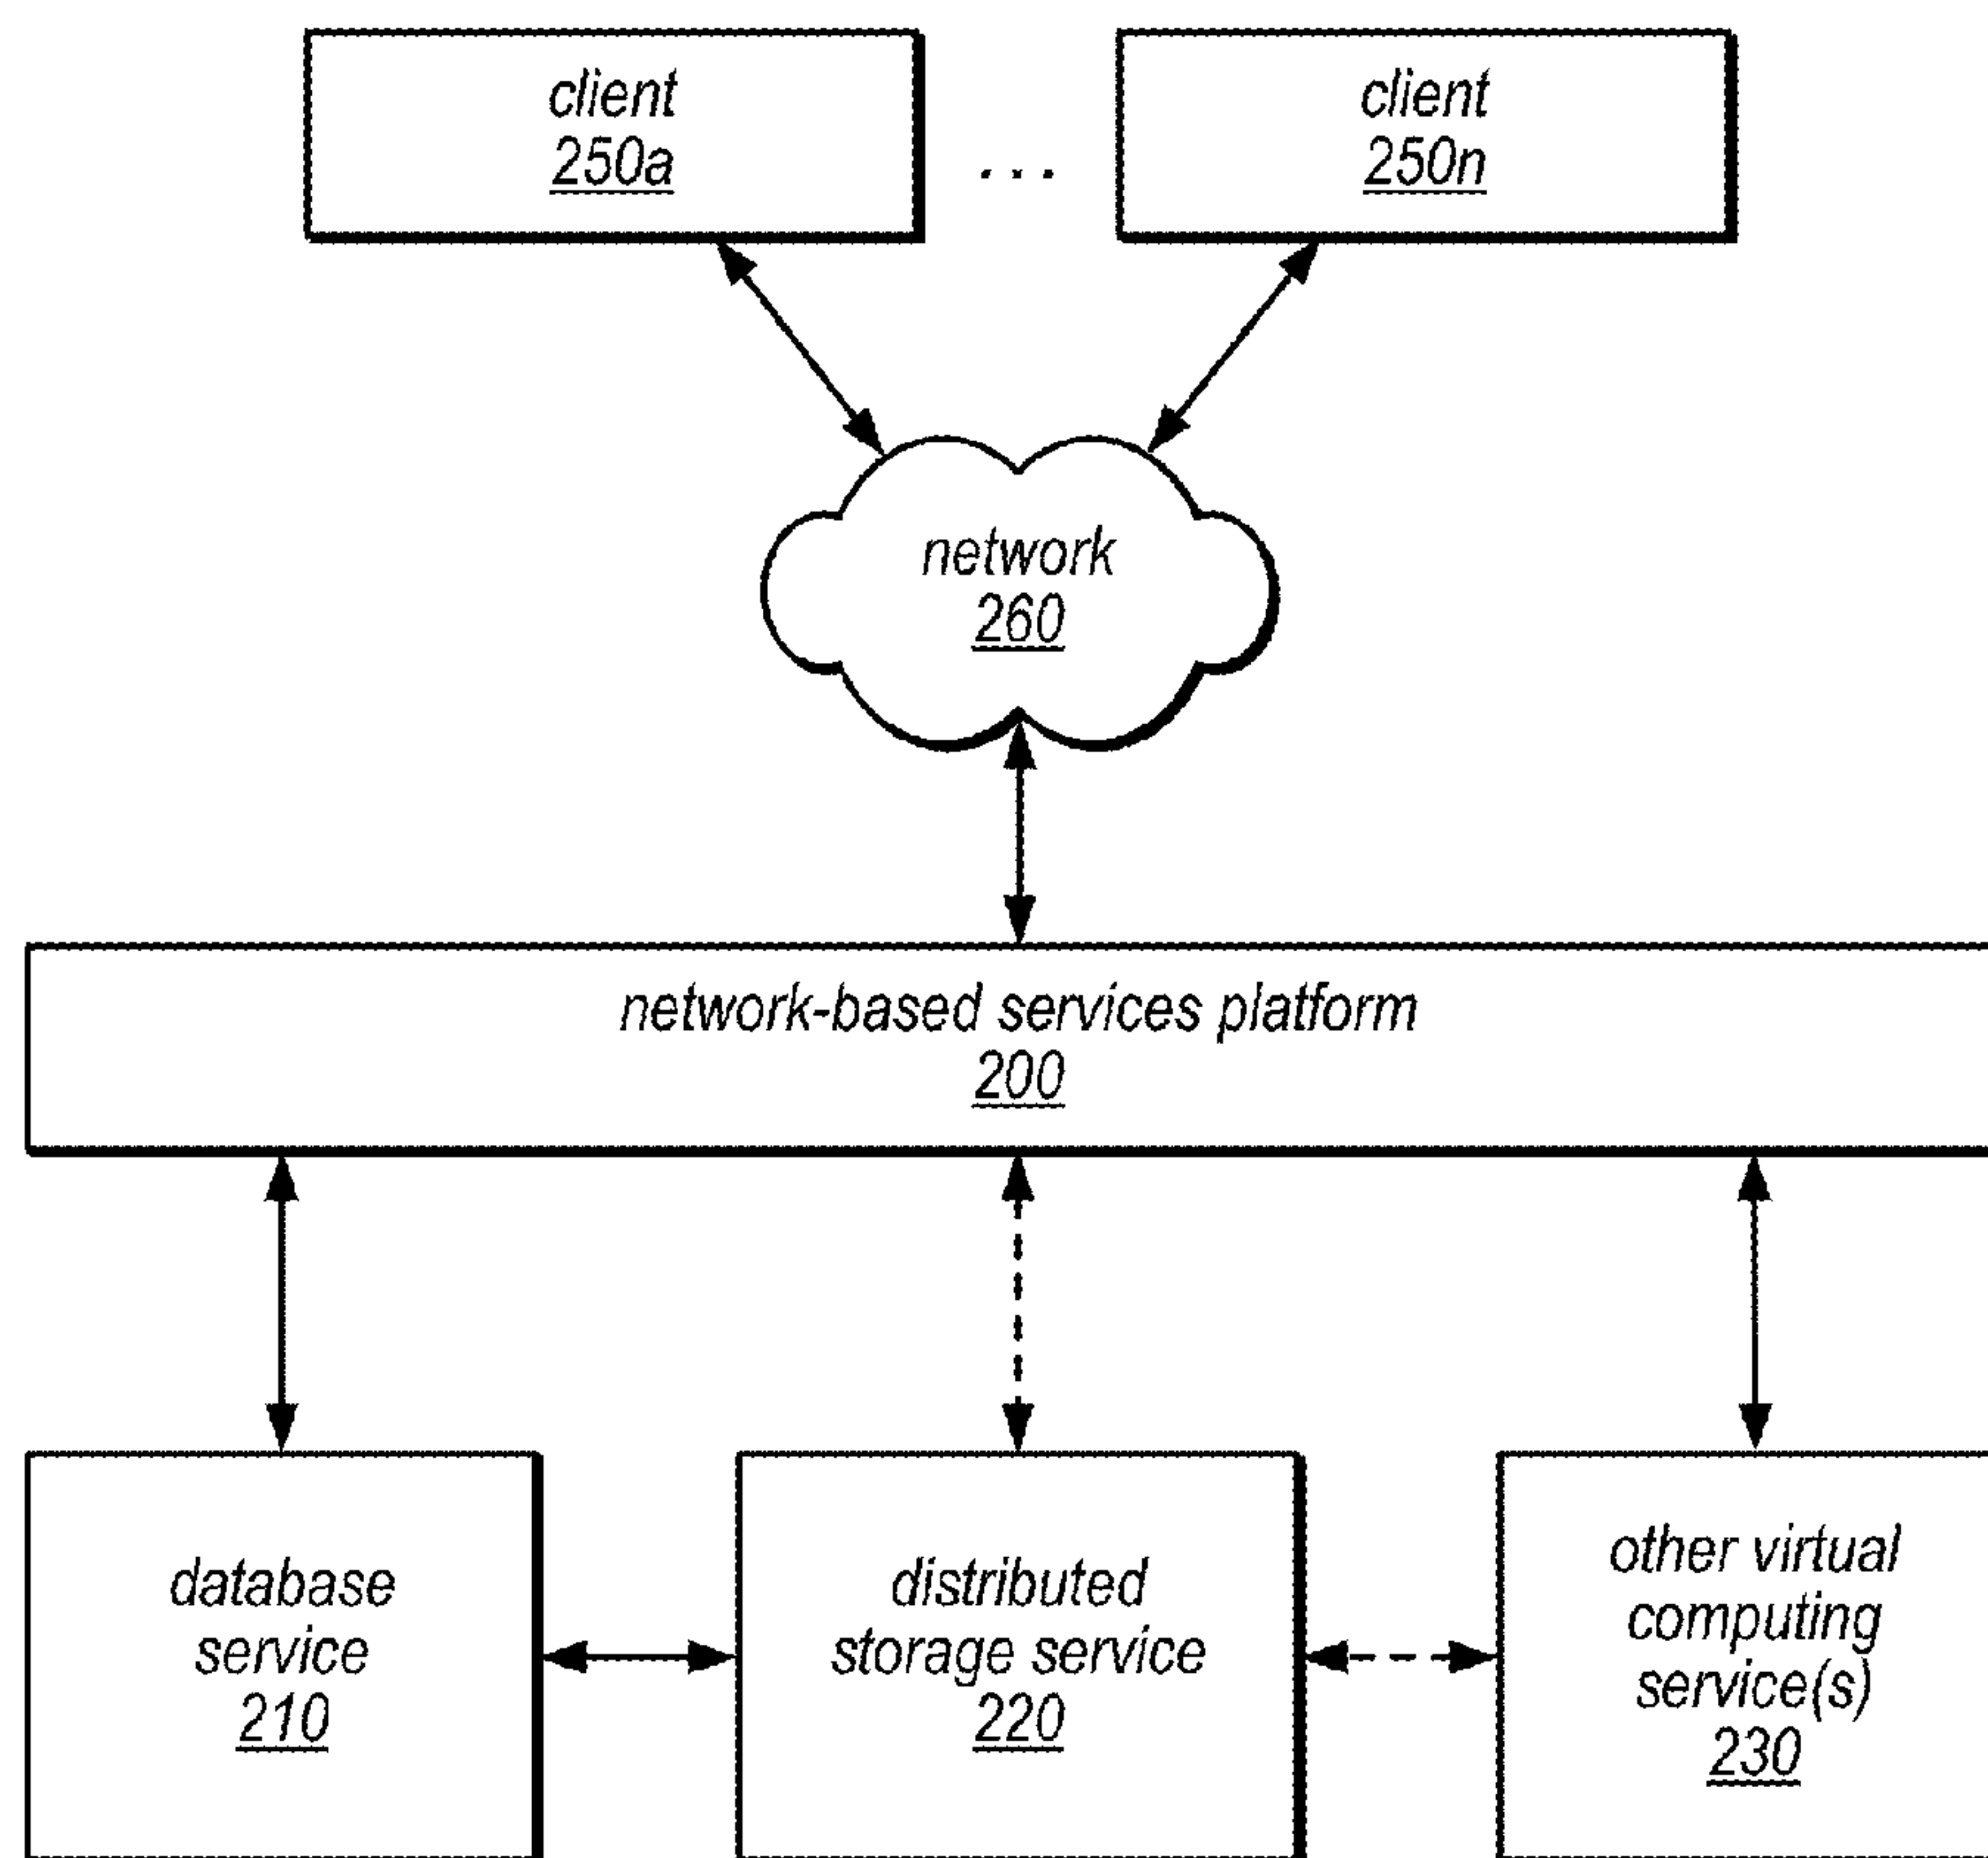 client
250a
. . .
client
250n
network
260
network-based services platform
200
database
service
210
distributed
storage service
220
other virtual
computing
service(s)
230